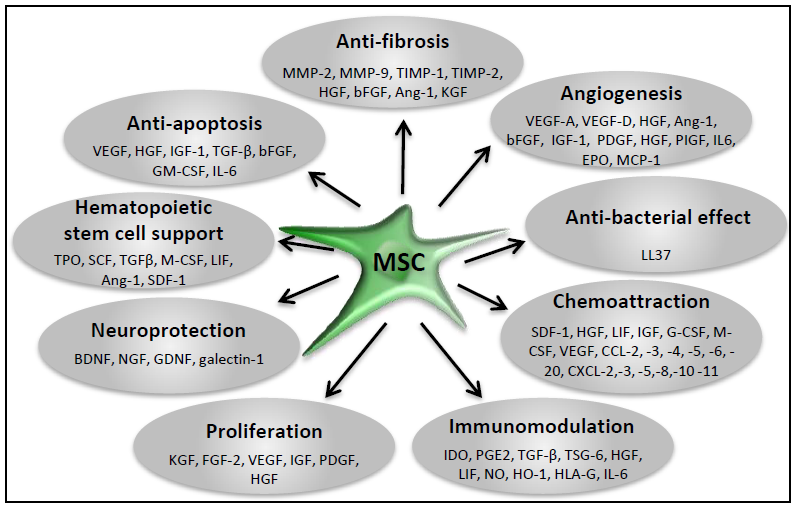 Anti-fibrosis
MMP-2, MMP-9, TIMP-1, TIMP-2,
HGF, bFGF, Ang-1, KGF
Angiogenesis
VEGF-A, VEGF-D, HGF, Ang-1,
bFGF, IGF-1, PDGF, HGF, PIGF, IL6,
EPO, MCP-1
Anti-apoptosis
VEGF, HGF, IGF-1, TGF-β, bFGF,
GM-CSF, IL-6
Hematopoietic
stem cell support
TPO, SCF, TGFβ, M-CSF, LIF,
Ang-1, SDF-1
Anti-bacterial effect
LL37
MSC
Chemoattraction
SDF-1, HGF, LIF, IGF, G-CSF, M-
CSF, VEGF, CCL-2, -3, -4, -5, -6, -
20, CXCL-2,-3, -5,-8,-10 -11
Neuroprotection
BDNF, NGF, GDNF, galectin-1
Proliferation
KGF, FGF-2, VEGF, IGF, PDGF,
HGF
Immunomodulation
IDO, PGE2, TGF-β, TSG-6, HGF,
LIF, NO, HO-1, HLA-G, IL-6